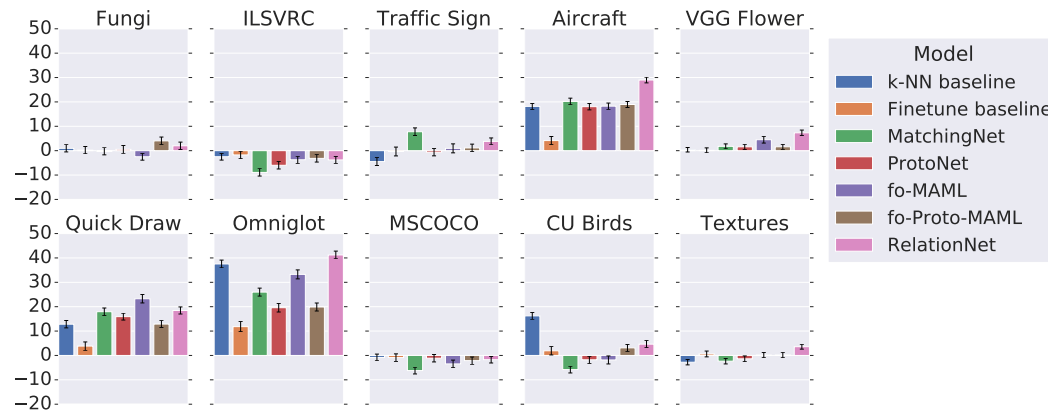 Fungi ILSVRC Traffic Sign Aircraft VGG Flower
50
40
30
20
10
0
−10
−20
Model
k-NN baseline
Finetune baseline
MatchingNet
ProtoNet
fo-MAML
fo-Proto-MAML
RelationNet
Quick Draw Omniglot MSCOCO CU Birds Textures
50
40
30
20
10
0
−10
−20